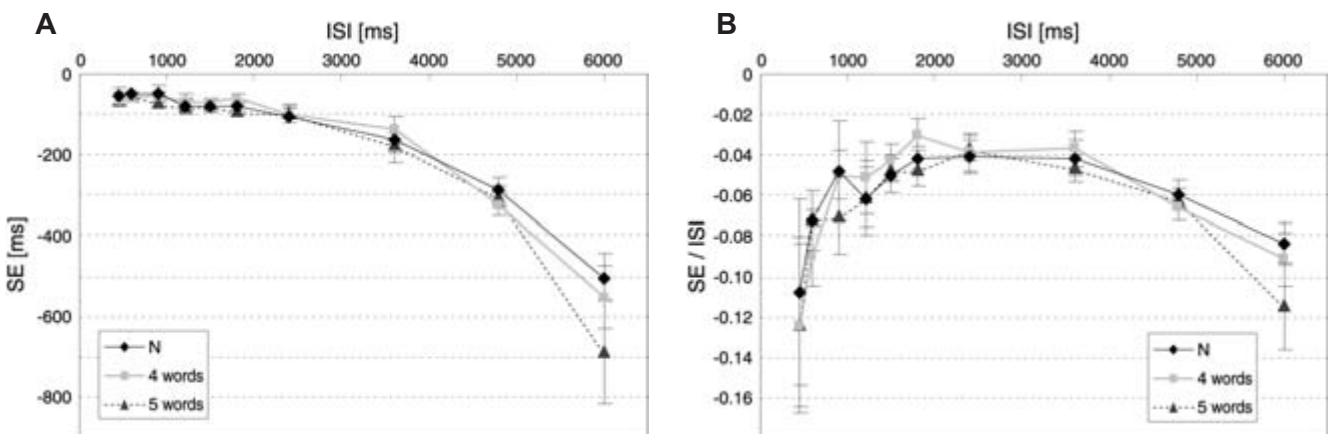 A
ISI [ms]
0 1000 2000 3000 4000 5000 6000
0
-200
-400
-600
-800
SE [ms]
N
4 words
5 words
B
ISI [ms]
0 1000 2000 3000 4000 5000 6000
-0.02
-0.04
-0.06
-0.08
-0.10
-0.12
-0.14
-0.16
SE / ISI
N
4 words
5 words